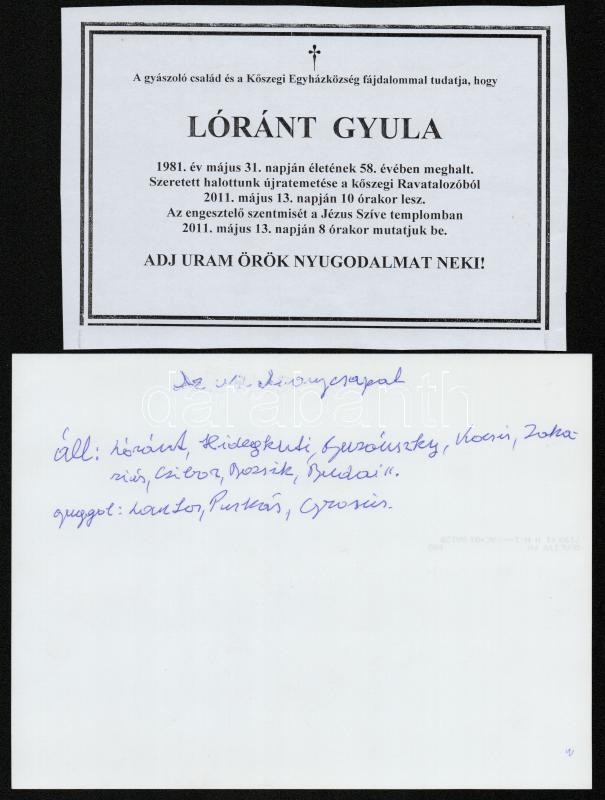 †
A gyászoló család és a Kőszegi Egyházközség fájdalommal tudatja, hogy
LÓRÁNT GYULA
1981. év május 31. napján életének 58. évében meghalt.
Szeretett halottunk újratemetése a kőszegi Ravatalozóból
2011. május 13. napján 10 órakor lesz.
Az engesztelő szentmisét a Jézus Szíve templomban
2011. május 13. napján 8 órakor mutatjuk be.
ADJ URAM ÖRÖK NYUGODALMAT NEKI!
Az Aranycsapat
darabanth
áll: Lóránt, Hidegkuti, Buzánszky, Kocsis, Zaka-
riás, Czibor, Bozsik, Budai II.
guggol: Lantos, Puskás, Grosics.